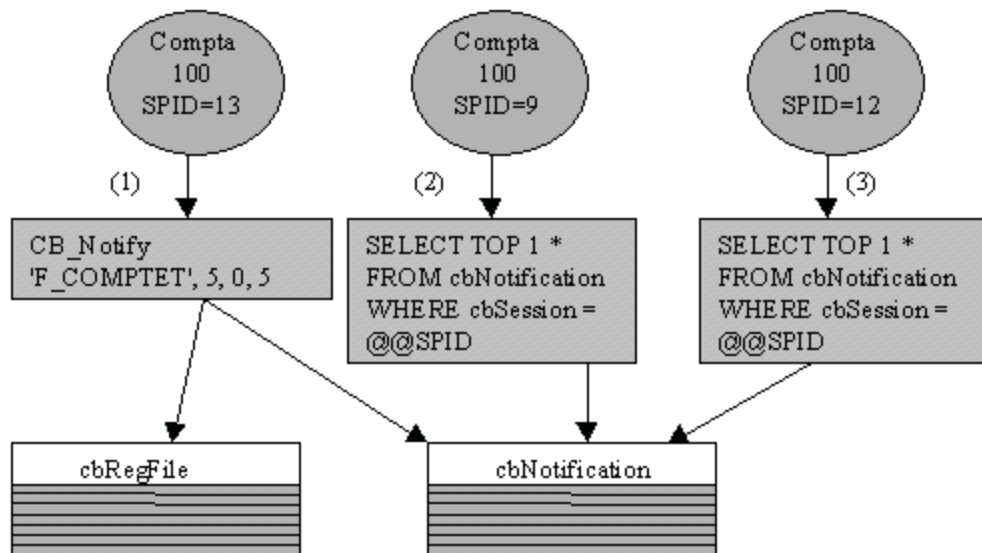 Compta
100
SPID=13
Compta
100
SPID=9
Compta
100
SPID=12
(1)
(2)
(3)
CB_Notify
'F_COMPTET', 5, 0, 5
SELECT TOP 1 *
FROM cbNotification
WHERE cbSession =
@@SPID
SELECT TOP 1 *
FROM cbNotification
WHERE cbSession =
@@SPID
cbRegFile
cbNotification